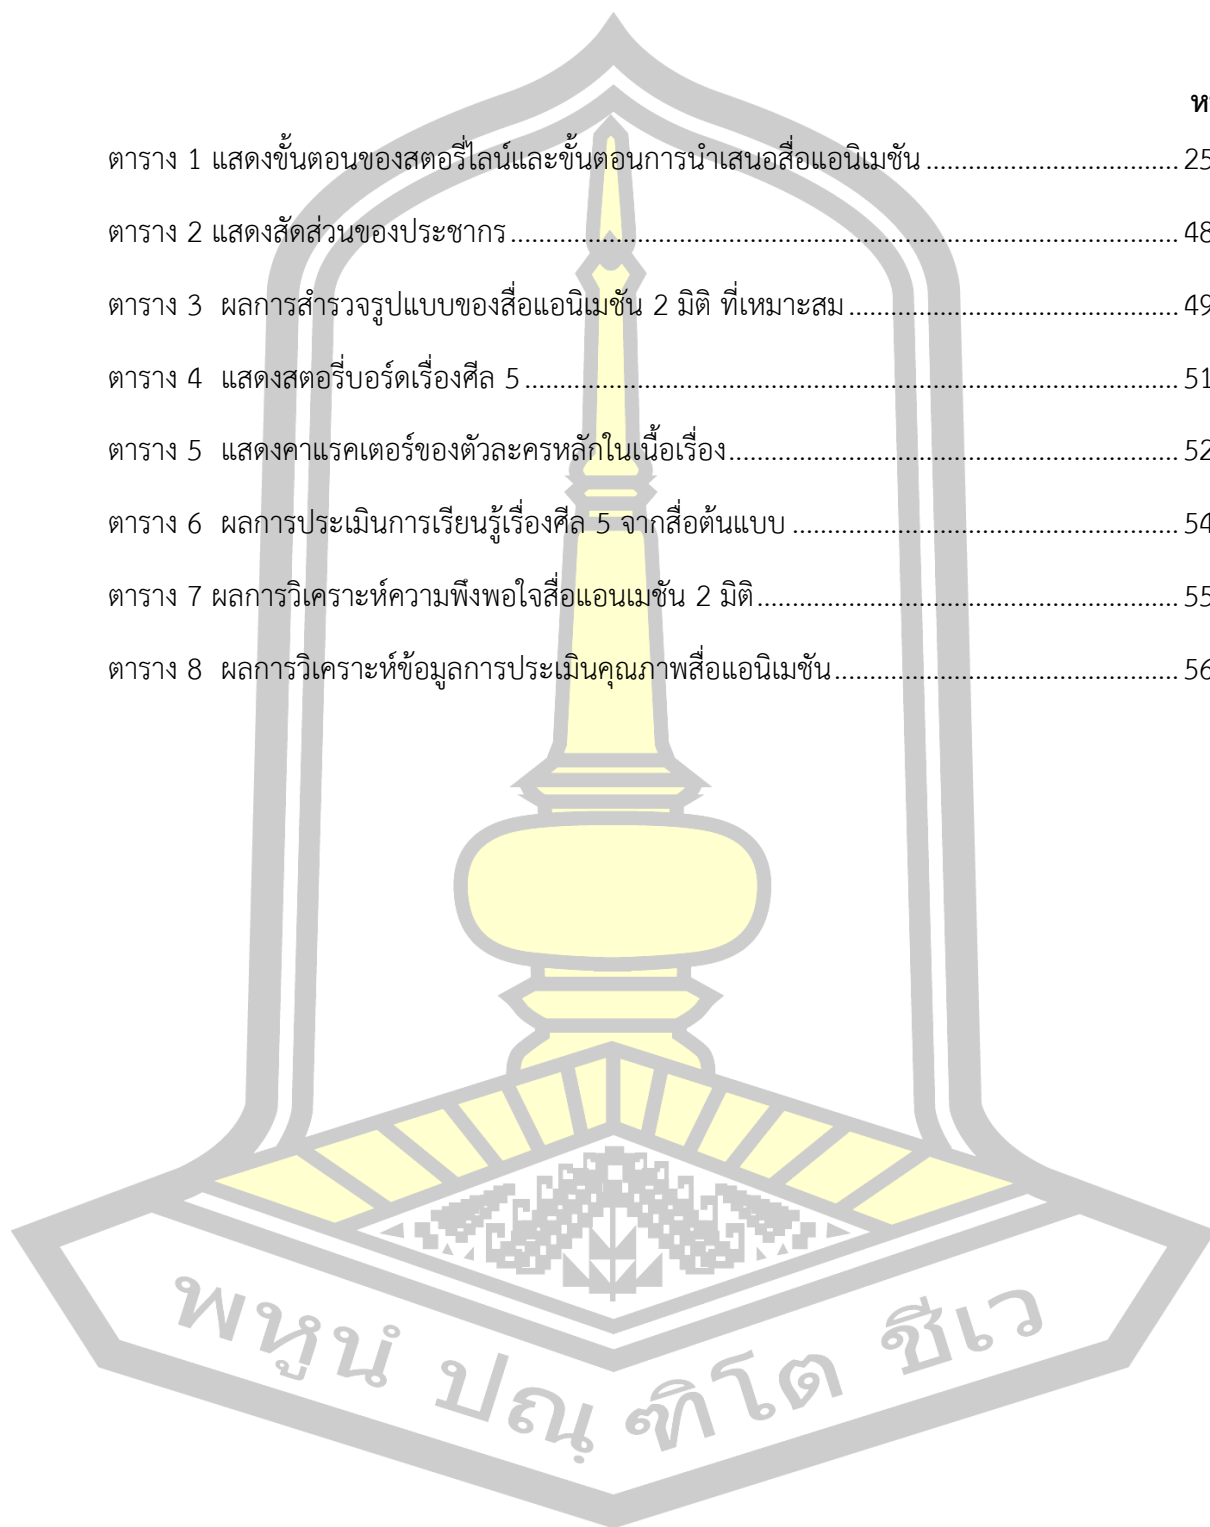 ตาราง 1 แสดงขั้นตอนของสตอรี่ไลน์และขั้นตอนการนำเสนอสื่อแอนิเมชัน ........................................ 25
ตาราง 2 แสดงสัดส่วนของประชากร ........................................ 48
ตาราง 3 ผลการสำรวจรูปแบบของสื่อแอนิเมชัน 2 มิติ ที่เหมาะสม ........................................ 49
ตาราง 4 แสดงสตอรี่บอร์ดเรื่องศีล 5 ........................................ 51
ตาราง 5 แสดงคาแรคเตอร์ของตัวละครหลักในเนื้อเรื่อง ........................................ 52
ตาราง 6 ผลการประเมินการเรียนรู้เรื่องศีล 5 จากสื่อต้นแบบ ........................................ 54
ตาราง 7 ผลการวิเคราะห์ความพึงพอใจสื่อแอนเมชัน 2 มิติ ........................................ 55
ตาราง 8 ผลการวิเคราะห์ข้อมูลการประเมินคุณภาพสื่อแอนิเมชัน ........................................ 56
พหูนํ ปณฺ ฑิโต ชีเว